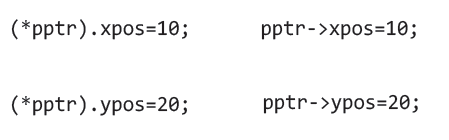 (*pptr).xpos=10; pptr->xpos=10;
(*pptr).ypos=20; pptr->ypos=20;